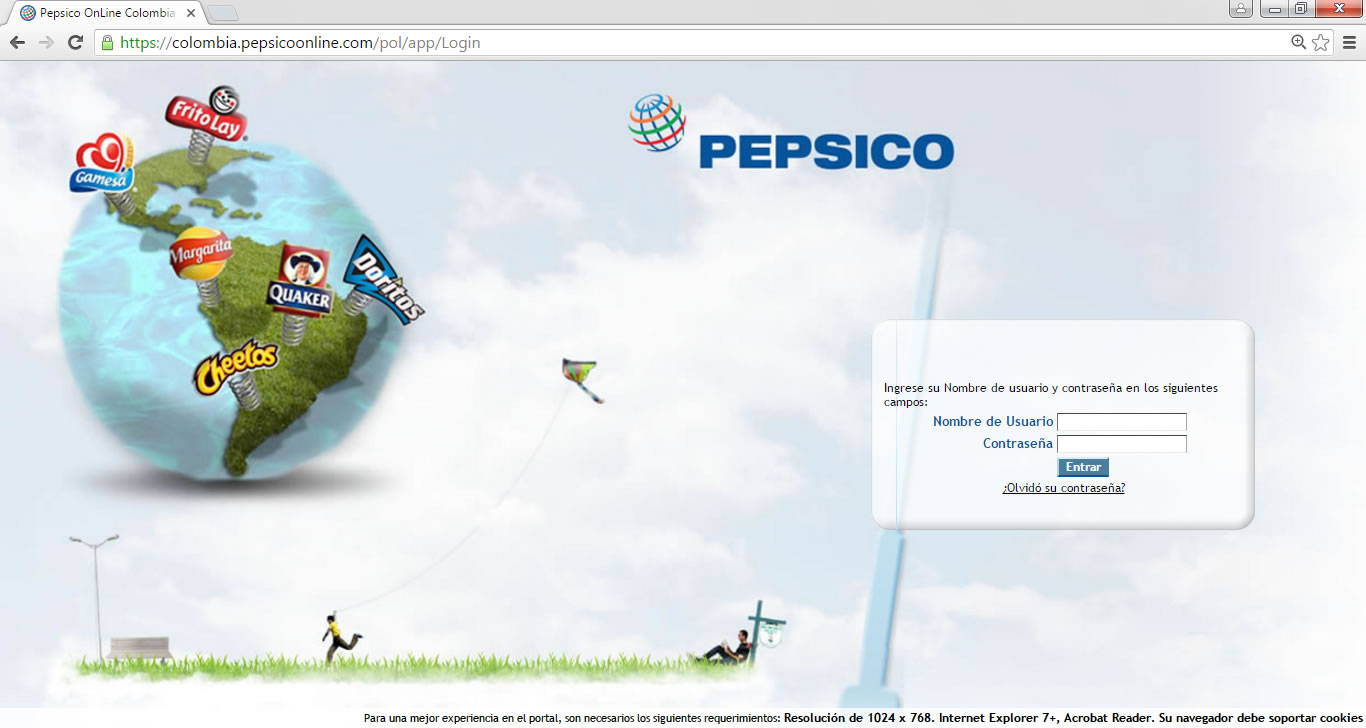 Pepsico OnLine Colombia
https://colombia.pepsicoonline.com/pol/app/Login
Frito Lay
Gamesa
PEPSICO
Margarita
QUAKER
Doritos
Cheetos
Ingrese su Nombre de usuario y contraseña en los siguientes
campos:
Nombre de Usuario
Contraseña
Entrar
¿Olvidó su contraseña?
Para una mejor experiencia en el portal, son necesarios los siguientes requerimientos: Resolución de 1024 x 768. Internet Explorer 7+, Acrobat Reader. Su navegador debe soportar cookies